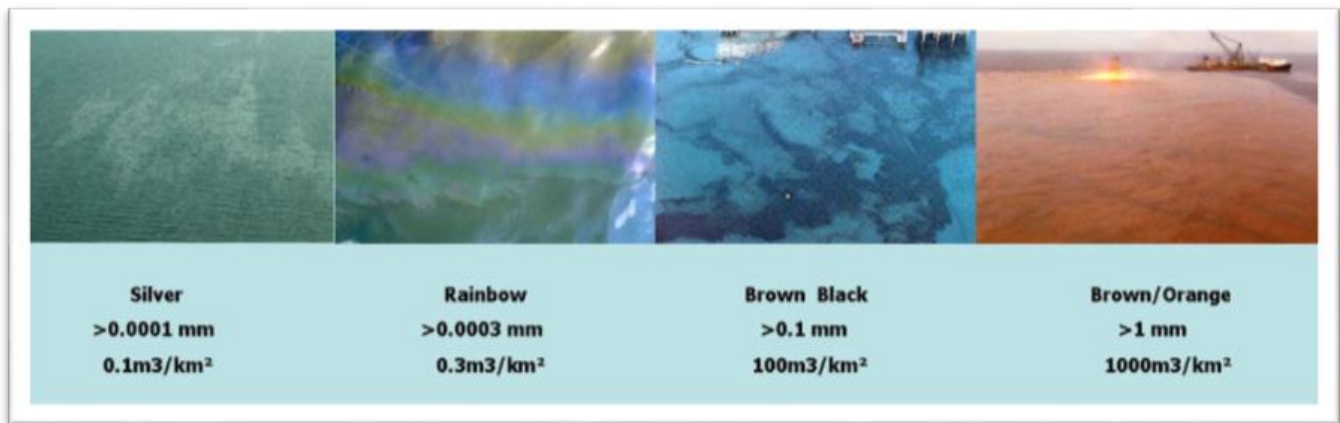 Silver
>0.0001 mm
0.1m3/km²
Rainbow
>0.0003 mm
0.3m3/km²
Brown Black
>0.1 mm
100m3/km²
Brown/Orange
>1 mm
1000m3/km²